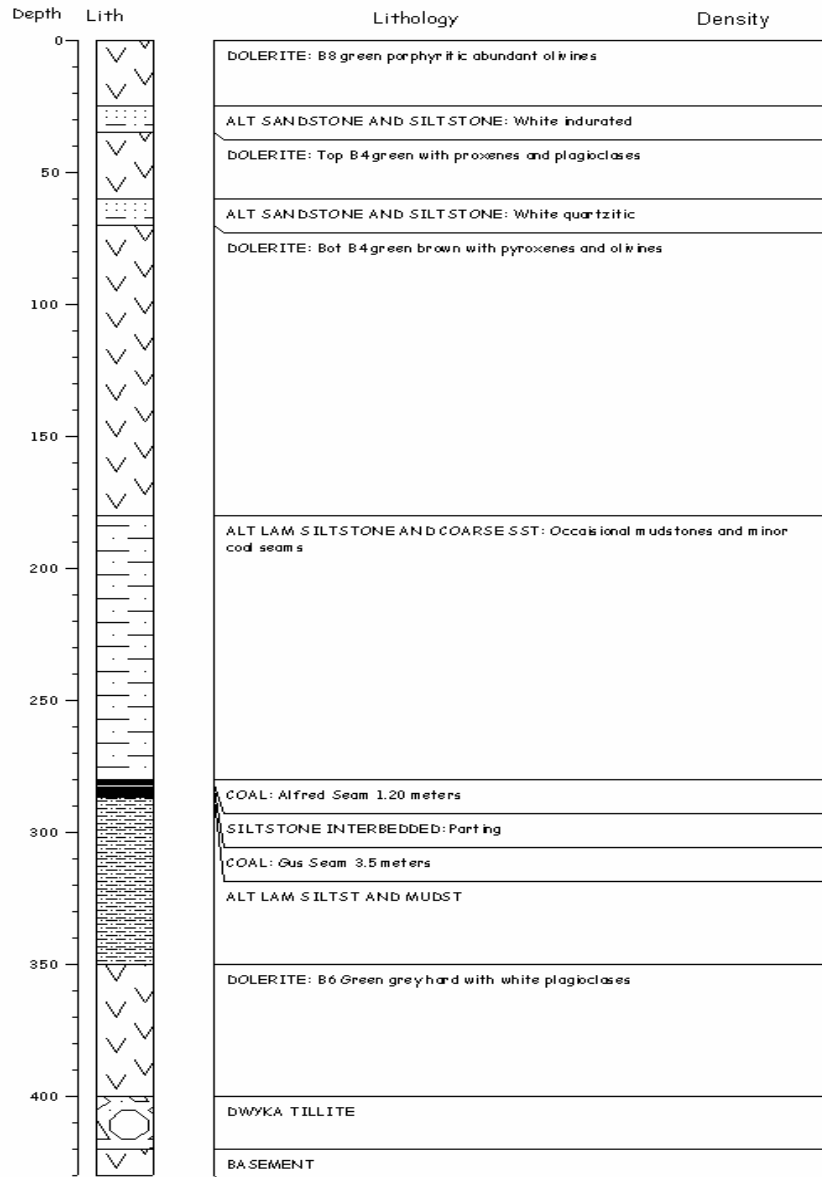 Depth Lith Lithology Density
0
DOLERITE: B8 green porphyritic abundant olivines
ALT SANDSTONE AND SILTSTONE: White indurated
DOLERITE: Top B4 green with proxenes and plagioclases
50
ALT SANDSTONE AND SILTSTONE: White quartzitic
DOLERITE: Bot B4 green brown with pyroxenes and olivines
100
150
ALT LAM SILTSTONE AND COARSE SST: Occaisional mudstones and minor
coal seams
200
250
COAL: Alfred Seam 1.20 meters
300
SILTSTONE INTERBEDDED: Parting
COAL: Gus Seam 3.5 meters
ALT LAM SILTST AND MUDST
350
DOLERITE: B6 Green grey hard with white plagioclases
400
DWYKA TILLITE
BASEMENT